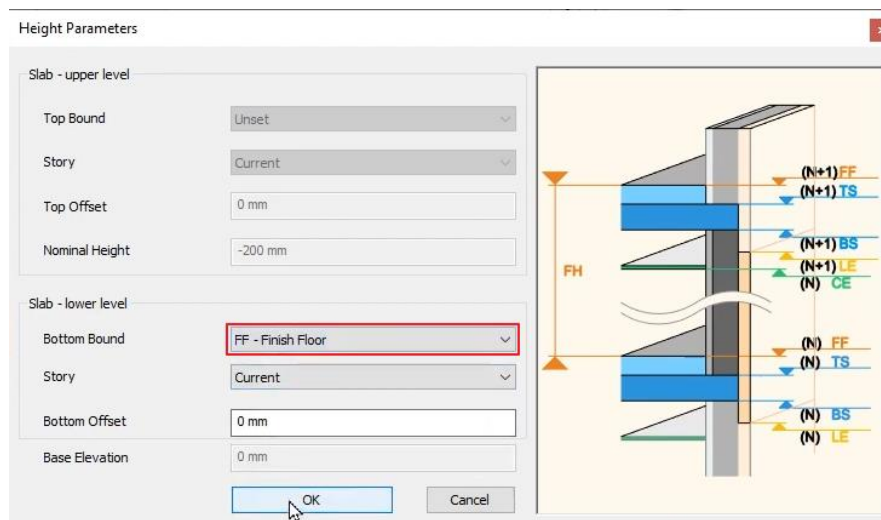 Height Parameters
x
Slab - upper level
Top Bound
Unset
Story
Current
Top Offset
0 mm
Nominal Height
-200 mm
Slab - lower level
Bottom Bound
FF - Finish Floor
Story
Current
Bottom Offset
0 mm
Base Elevation
0 mm
OK
Cancel
(N+1) FF
(N+1) TS
(N+1) BS
(N+1) LE
(N) CE
FH
(N) FF
(N) TS
(N) BS
(N) LE